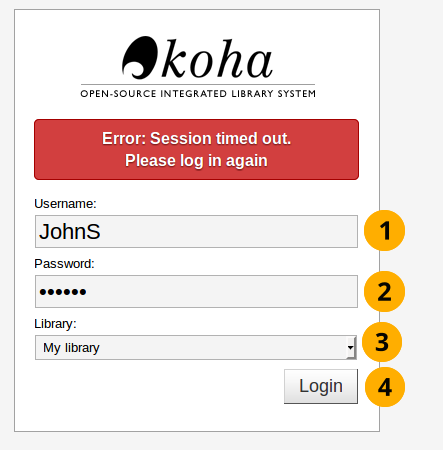 koha
OPEN-SOURCE INTEGRATED LIBRARY SYSTEM
Error: Session timed out.
Please log in again
Username:
JohnS 1
Password:
•••••• 2
Library:
My library 3
Login 4